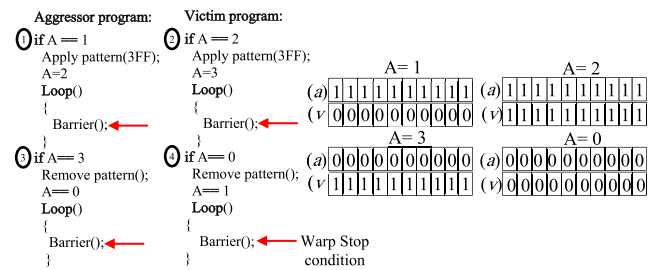 Aggressor program:
1 if A == 1
Apply pattern(3FF);
A=2
Loop()
{
Barrier();
}
3 if A== 3
Remove pattern();
A== 0
Loop()
{
Barrier();
}
Victim program:
2 if A == 2
Apply pattern(3FF);
A=3
Loop()
{
Barrier();
}
4 if A== 0
Remove pattern();
A== 1
Loop()
{
Barrier();
}
Warp Stop
condition
A= 1
(a) 1 1 1 1 1 1 1 1 1 1
(v 0 0 0 0 0 0 0 0 0 0
A= 3
(a) 0 0 0 0 0 0 0 0 0 0
(v 1 1 1 1 1 1 1 1 1 1
A= 2
(a) 1 1 1 1 1 1 1 1 1 1
(v) 1 1 1 1 1 1 1 1 1 1
A= 0
(a) 0 0 0 0 0 0 0 0 0 0
(v) 0 0 0 0 0 0 0 0 0 0